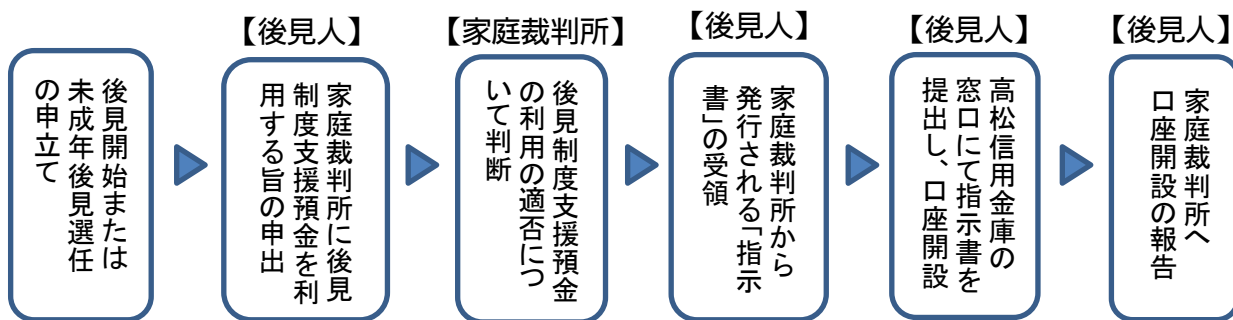 後見開始または
未成年後見選任
の申立て
【後見人】
家庭裁判所に後見
制度支援預金を利
用する旨の申出
【家庭裁判所】
後見制度支援預金
の利用の適否につ
いて判断
【後見人】
家庭裁判所から
発行される「指示
書」の受領
【後見人】
高松信用金庫の
窓口にて指示書を
提出し、口座開設
【後見人】
家庭裁判所へ
口座開設の報告